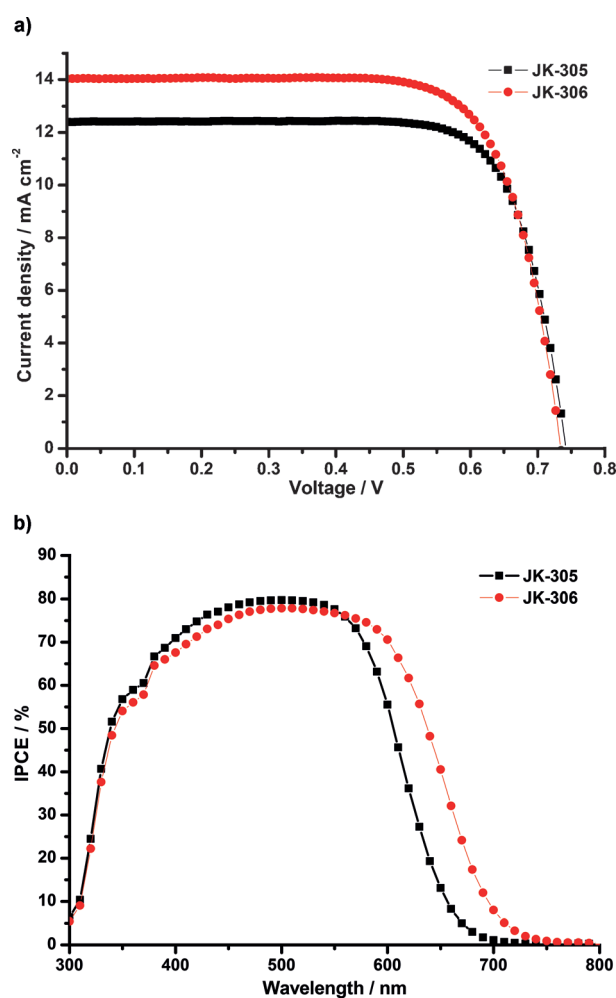 a)
14
12
10
8
6
4
2
0
Current density / mA cm⁻²
JK-305
JK-306
0.0 0.1 0.2 0.3 0.4 0.5 0.6 0.7 0.8
Voltage / V
b)
90
80
70
60
50
40
30
20
10
0
IPCE / %
JK-305
JK-306
300 400 500 600 700 800
Wavelength / nm